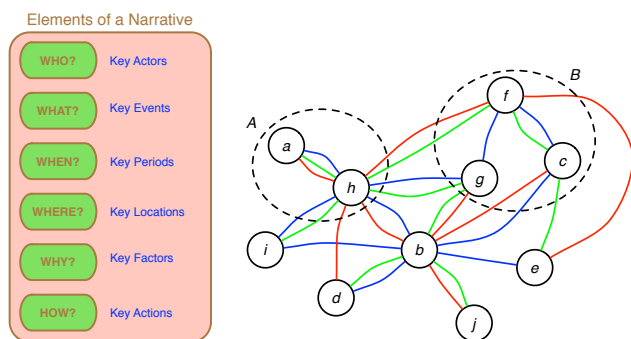 Elements of a Narrative
WHO? Key Actors
WHAT? Key Events
WHEN? Key Periods
WHERE? Key Locations
WHY? Key Factors
HOW? Key Actions
A
B
f
a
c
h
g
i
b
e
d
j